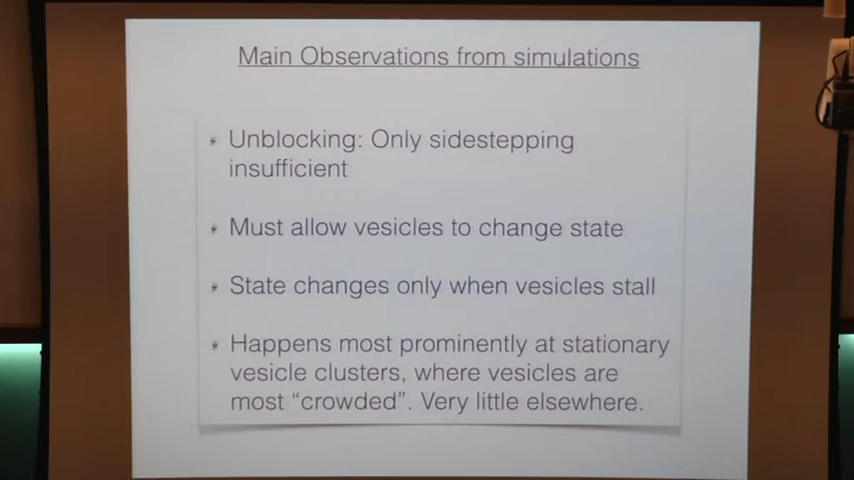 Main Observations from simulations
Unblocking: Only sidestepping
insufficient
Must allow vesicles to change state
State changes only when vesicles stall
Happens most prominently at stationary
vesicle clusters, where vesicles are
most “crowded”. Very little elsewhere.